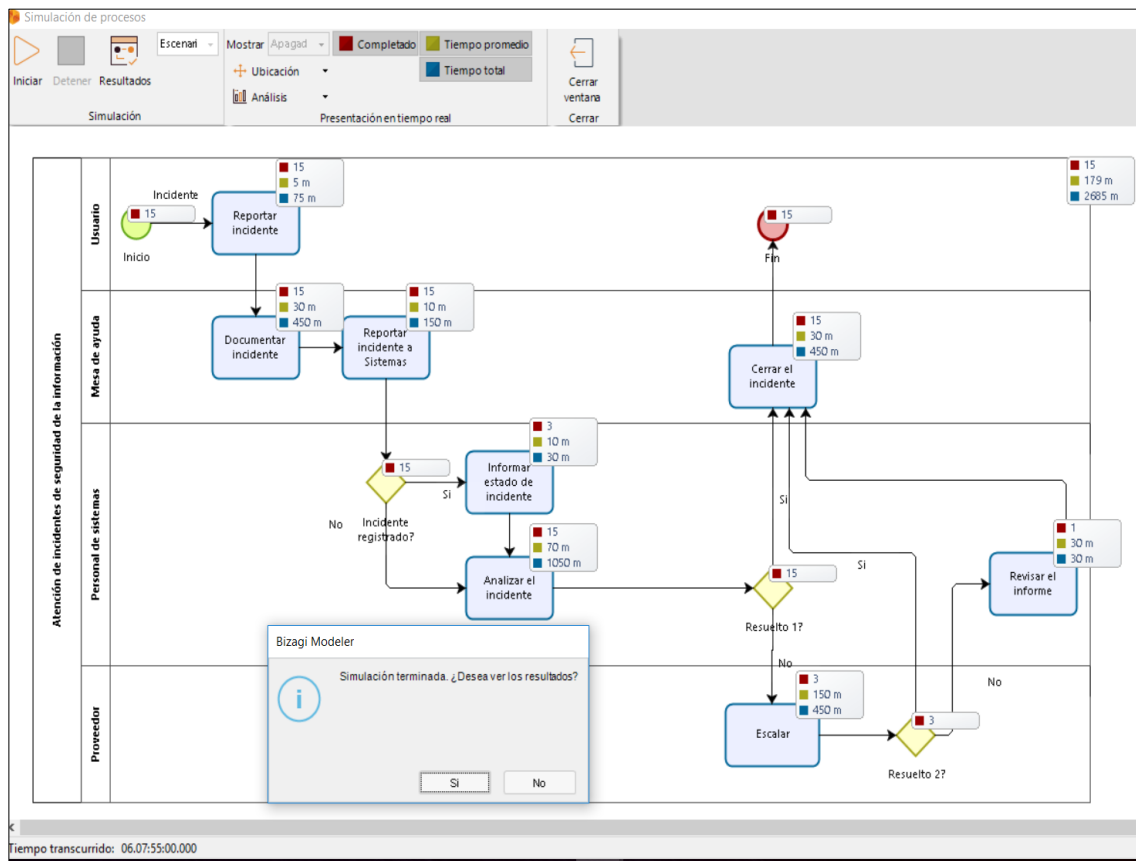 Simulación de procesos
Iniciar
Detener
Resultados
Escenari
Simulación
Mostrar
Apagad
Completado
Tiempo promedio
Ubicación
Tiempo total
Análisis
Presentación en tiempo real
Cerrar
ventana
Cerrar
Atención de incidentes de seguridad de la información
Usuario
15
Inicio
Incidente
Reportar
incidente
15
5 m
75 m
15
Fin
15
179 m
2685 m
Mesa de ayuda
Documentar
incidente
15
30 m
450 m
Reportar
incidente a
Sistemas
15
10 m
150 m
Cerrar el
incidente
15
30 m
450 m
Personal de sistemas
15
Incidente
registrado?
Si
No
Informar
estado de
incidente
3
10 m
30 m
Analizar el
incidente
15
70 m
1050 m
15
Resuelto 1?
Si
No
Si
Revisar el
informe
1
30 m
30 m
No
Proveedor
Escalar
3
150 m
450 m
3
Resuelto 2?
Bizagi Modeler
Simulación terminada. ¿Desea ver los resultados?
Si
No
Tiempo transcurrido: 06.07:55:00.000